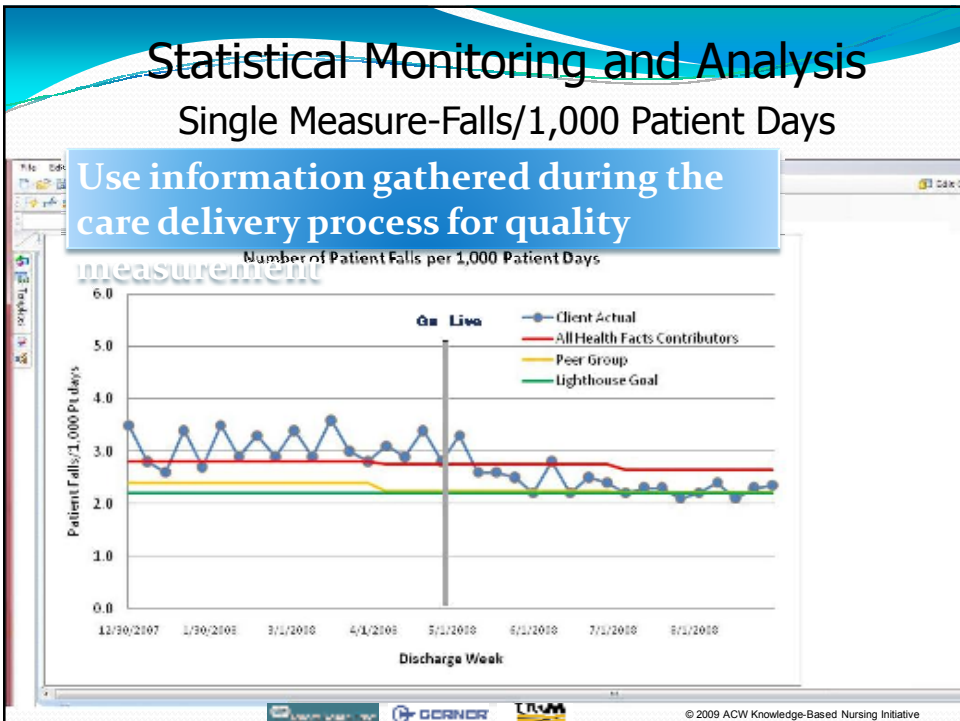 Statistical Monitoring and Analysis
Single Measure-Falls/1,000 Patient Days
File
Use information gathered during the
care delivery process for quality
measurement
Number of Patient Falls per 1,000 Patient Days
Templates
6.0
5.0
4.0
3.0
2.0
1.0
0.0
Patient Falls/1,000 Pt days
Go Live
Client Actual
All Health Facts Contributors
Peer Group
Lighthouse Goal
12/30/2007 1/30/2008 3/1/2008 4/1/2008 5/1/2008 6/1/2008 7/1/2008 8/1/2008
Discharge Week
CERNER
© 2009 ACW Knowledge-Based Nursing Initiative